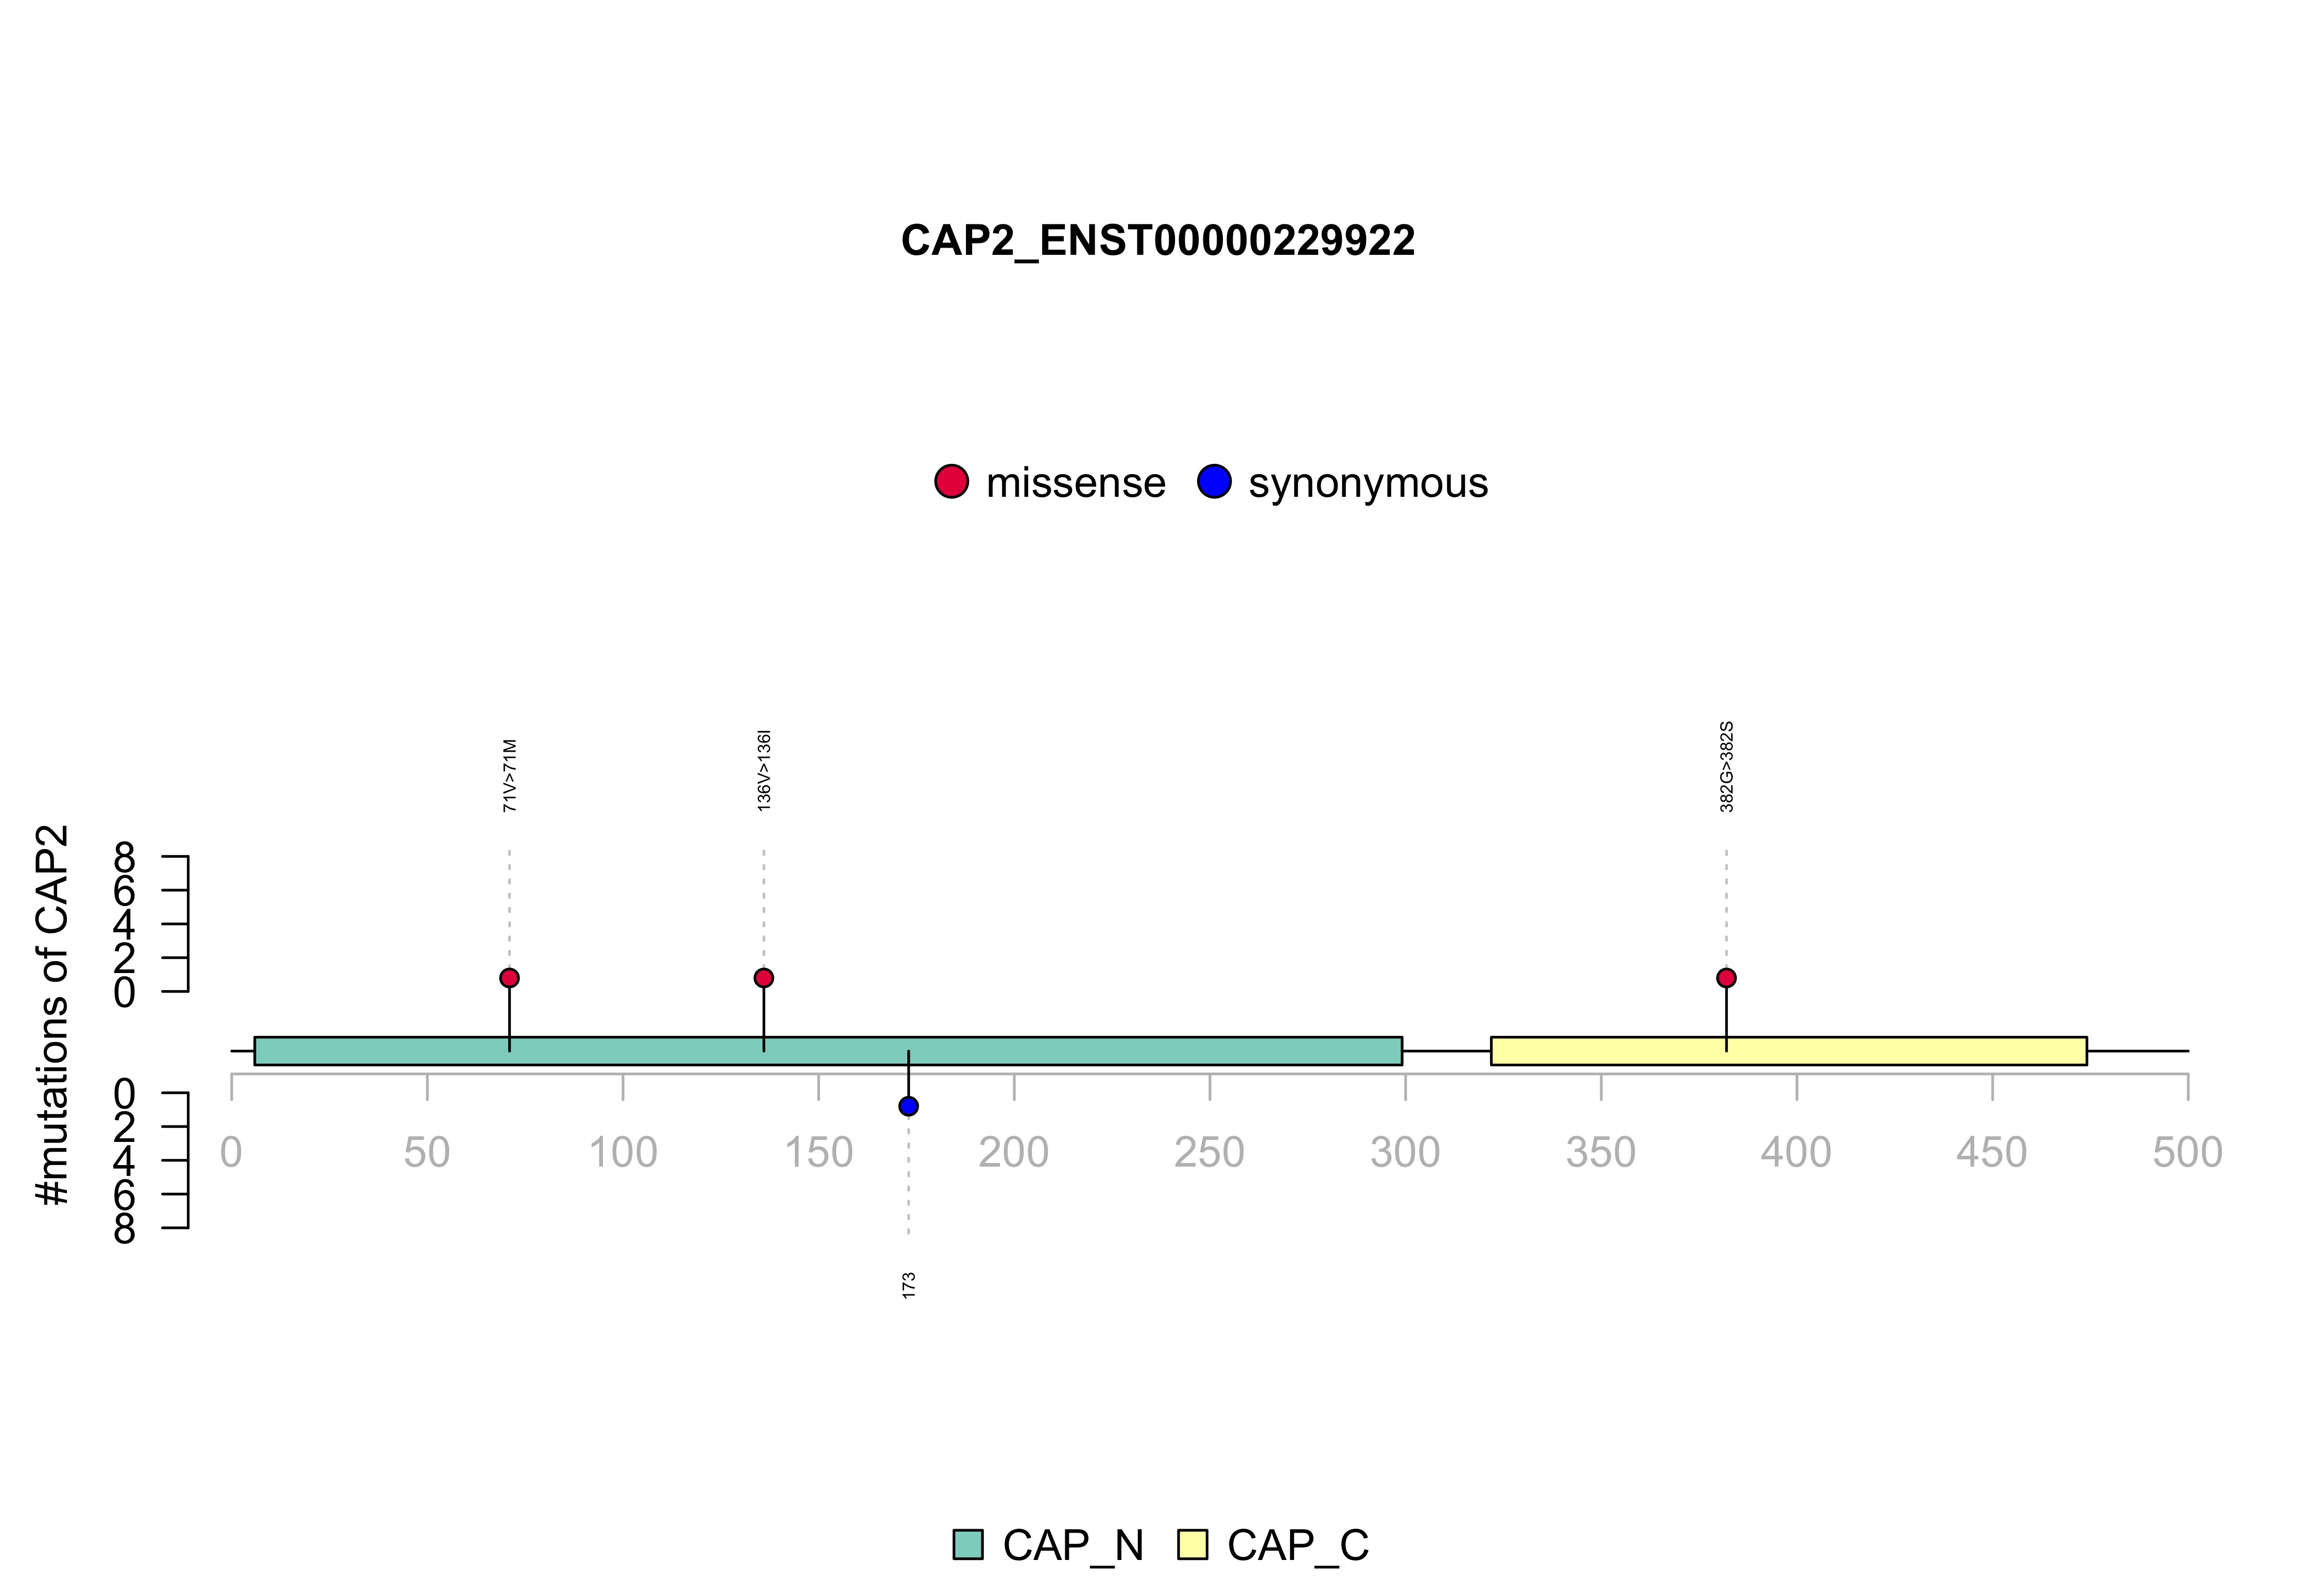 CAP2_ENST00000229922
missense synonymous
71V>71M
136V>136I
382G>382S
#mutations of CAP2
8
6
4
2
0
0
2
4
6
8
0 50 100 150 200 250 300 350 400 450 500
173
CAP_N CAP_C